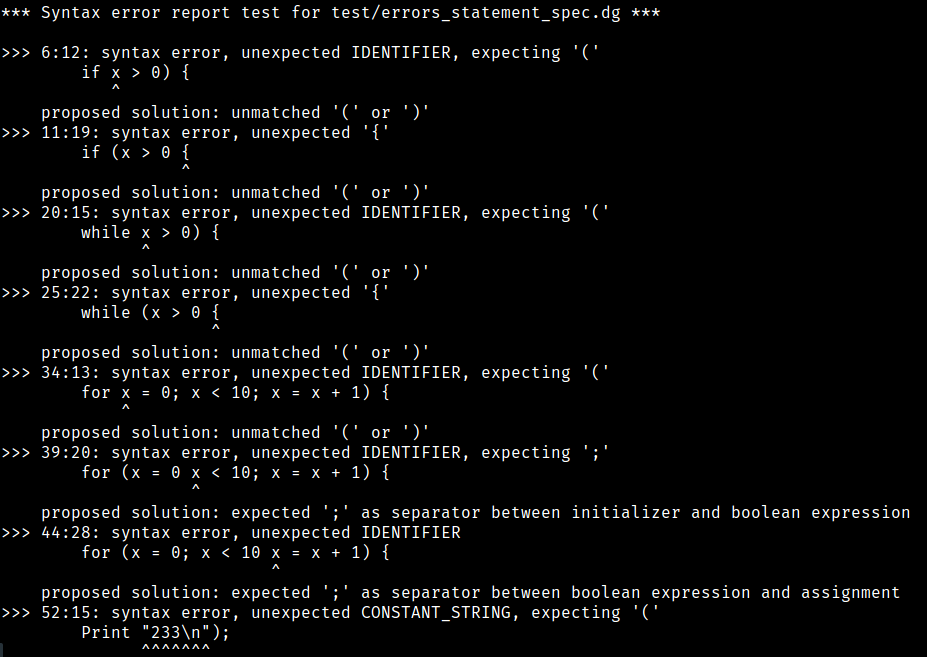 *** Syntax error report test for test/errors_statement_spec.dg ***
>>> 6:12: syntax error, unexpected IDENTIFIER, expecting '('
        if x > 0) {
           ^
    proposed solution: unmatched '(' or ')'
>>> 11:19: syntax error, unexpected '{'
        if (x > 0 {
                  ^
    proposed solution: unmatched '(' or ')'
>>> 20:15: syntax error, unexpected IDENTIFIER, expecting '('
        while x > 0) {
              ^
    proposed solution: unmatched '(' or ')'
>>> 25:22: syntax error, unexpected '{'
        while (x > 0 {
                     ^
    proposed solution: unmatched '(' or ')'
>>> 34:13: syntax error, unexpected IDENTIFIER, expecting '('
        for x = 0; x < 10; x = x + 1) {
            ^
    proposed solution: unmatched '(' or ')'
>>> 39:20: syntax error, unexpected IDENTIFIER, expecting ';'
        for (x = 0 x < 10; x = x + 1) {
                   ^
    proposed solution: expected ';' as separator between initializer and boolean expression
>>> 44:28: syntax error, unexpected IDENTIFIER
        for (x = 0; x < 10 x = x + 1) {
                           ^
    proposed solution: expected ';' as separator between boolean expression and assignment
>>> 52:15: syntax error, unexpected CONSTANT_STRING, expecting '('
        Print "233\n");
              ^^^^^^^